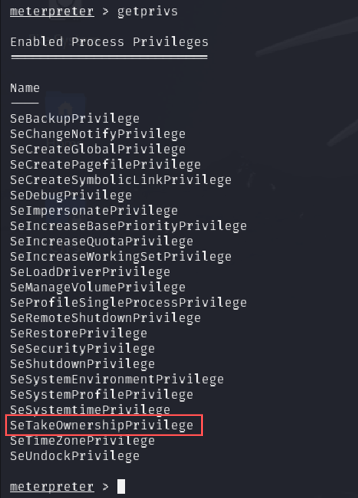 meterpreter > getprivs
Enabled Process Privileges
==========================
Name
----
SeBackupPrivilege
SeChangeNotifyPrivilege
SeCreateGlobalPrivilege
SeCreatePagefilePrivilege
SeCreateSymbolicLinkPrivilege
SeDebugPrivilege
SeImpersonatePrivilege
SeIncreaseBasePriorityPrivilege
SeIncreaseQuotaPrivilege
SeIncreaseWorkingSetPrivilege
SeLoadDriverPrivilege
SeManageVolumePrivilege
SeProfileSingleProcessPrivilege
SeRemoteShutdownPrivilege
SeRestorePrivilege
SeSecurityPrivilege
SeShutdownPrivilege
SeSystemEnvironmentPrivilege
SeSystemProfilePrivilege
SeSystemtimePrivilege
SeTakeOwnershipPrivilege
SeTimeZonePrivilege
SeUndockPrivilege
meterpreter >